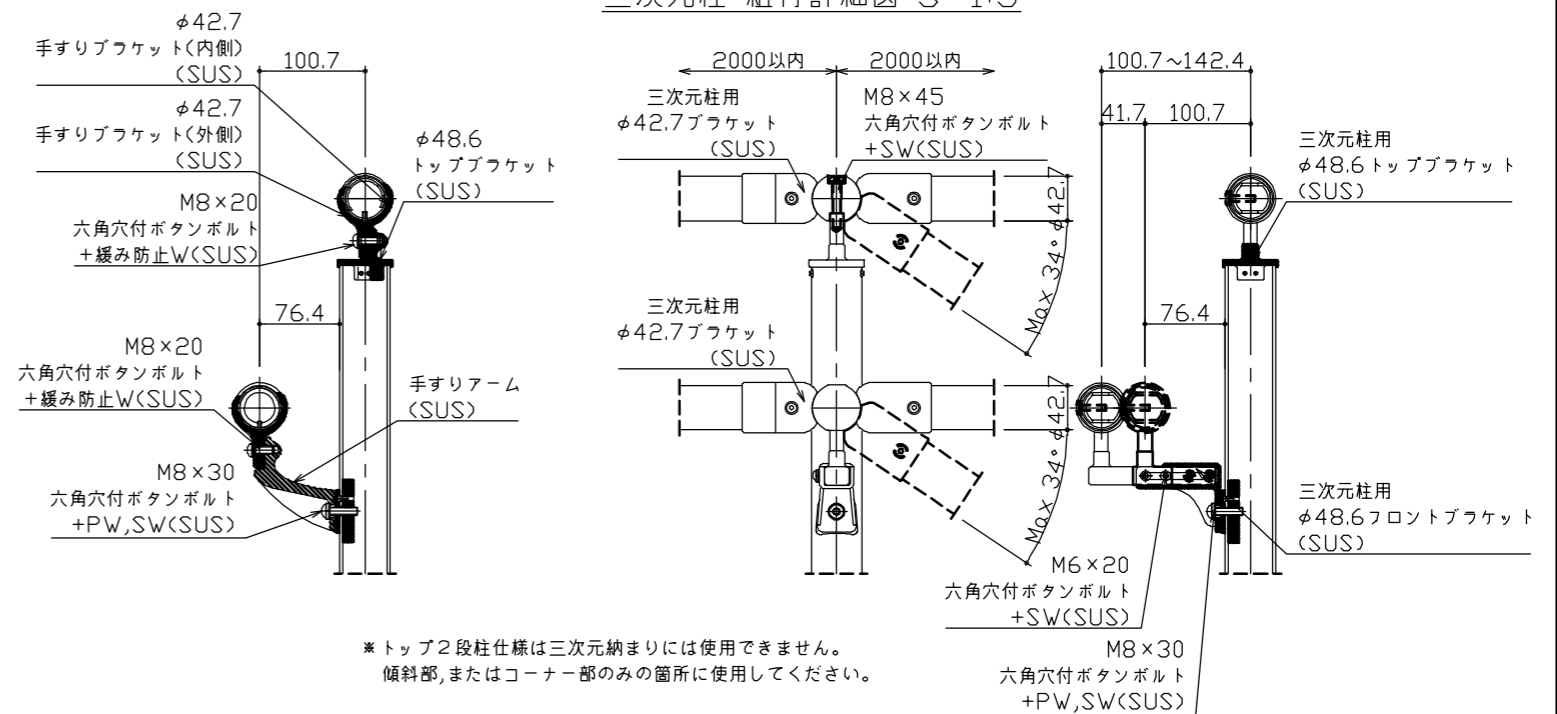 三次元柱 組付詳細図 S=1:5
φ42.7
手すりブラケット(内側)
(SUS)
φ42.7
手すりブラケット(外側)
(SUS)
M8×20
六角穴付ボタンボルト
+緩み防止W(SUS)
100.7
φ48.6
トップブラケット
(SUS)
76.4
M8×20
六角穴付ボタンボルト
+緩み防止W(SUS)
手すりアーム
(SUS)
M8×30
六角穴付ボタンボルト
+PW,SW(SUS)
2000以内
2000以内
三次元柱用
φ42.7ブラケット
(SUS)
M8×45
六角穴付ボタンボルト
+SW(SUS)
φ42.7
Max 34°
三次元柱用
φ42.7ブラケット
(SUS)
φ42.7
Max 34°
100.7~142.4
41.7
100.7
三次元柱用
φ48.6トップブラケット
(SUS)
76.4
三次元柱用
φ48.6フロントブラケット
(SUS)
M6×20
六角穴付ボタンボルト
+SW(SUS)
M8×30
六角穴付ボタンボルト
+PW,SW(SUS)
※トップ2段柱仕様は三次元納まりには使用できません。
傾斜部,またはコーナー部のみの箇所に使用してください。